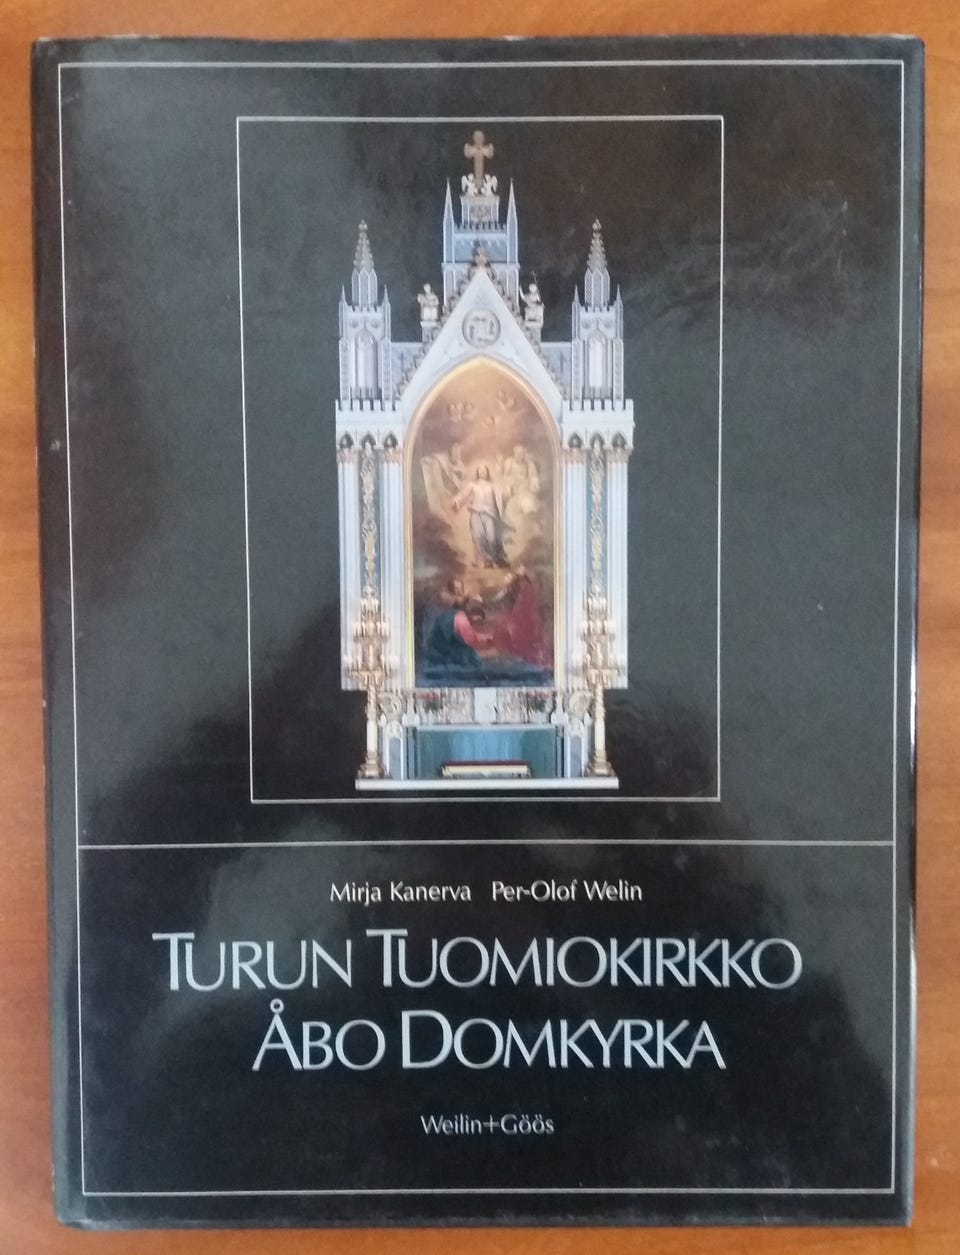 Mirja Kanerva Per-Olof Welin
TURUN TUOMIOKIRKKO
ÅBO DOMKYRKA
Weilin+Göös